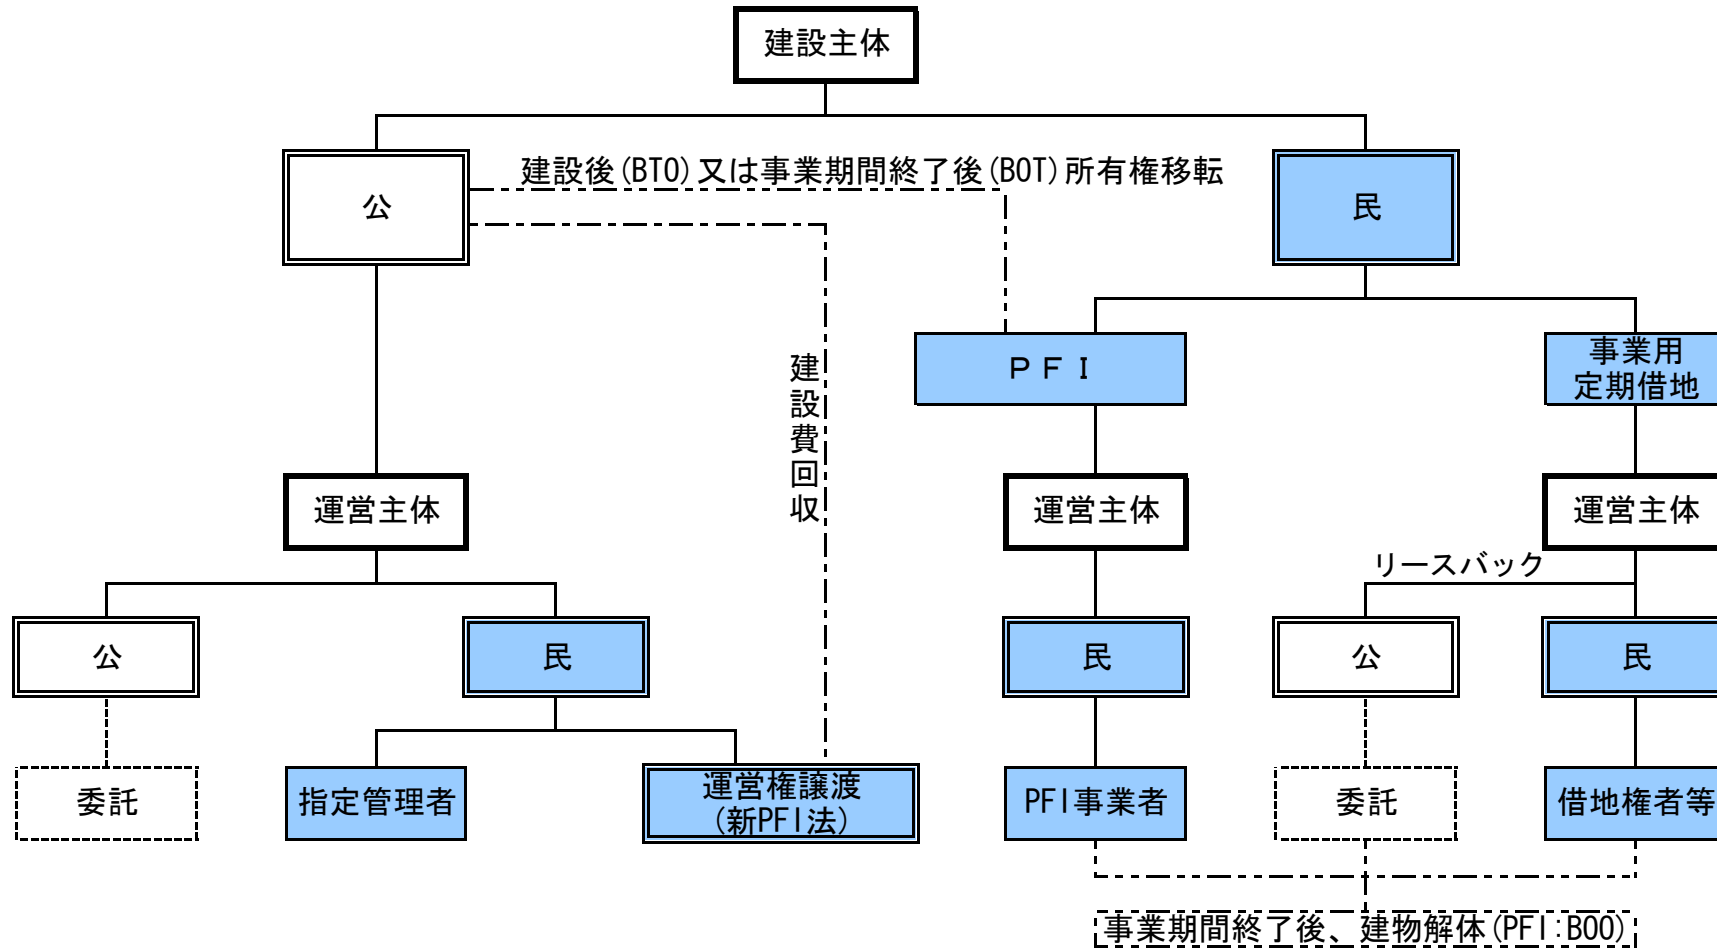 建設主体
公
建設後(BTO)又は事業期間終了後(BOT)所有権移転
民
建設費回収
PFI
事業用
定期借地
運営主体
運営主体
運営主体
リースバック
公
民
民
公
民
委託
指定管理者
運営権譲渡
(新PFI法)
PFI事業者
委託
借地権者等
事業期間終了後、建物解体(PFI:BOO)